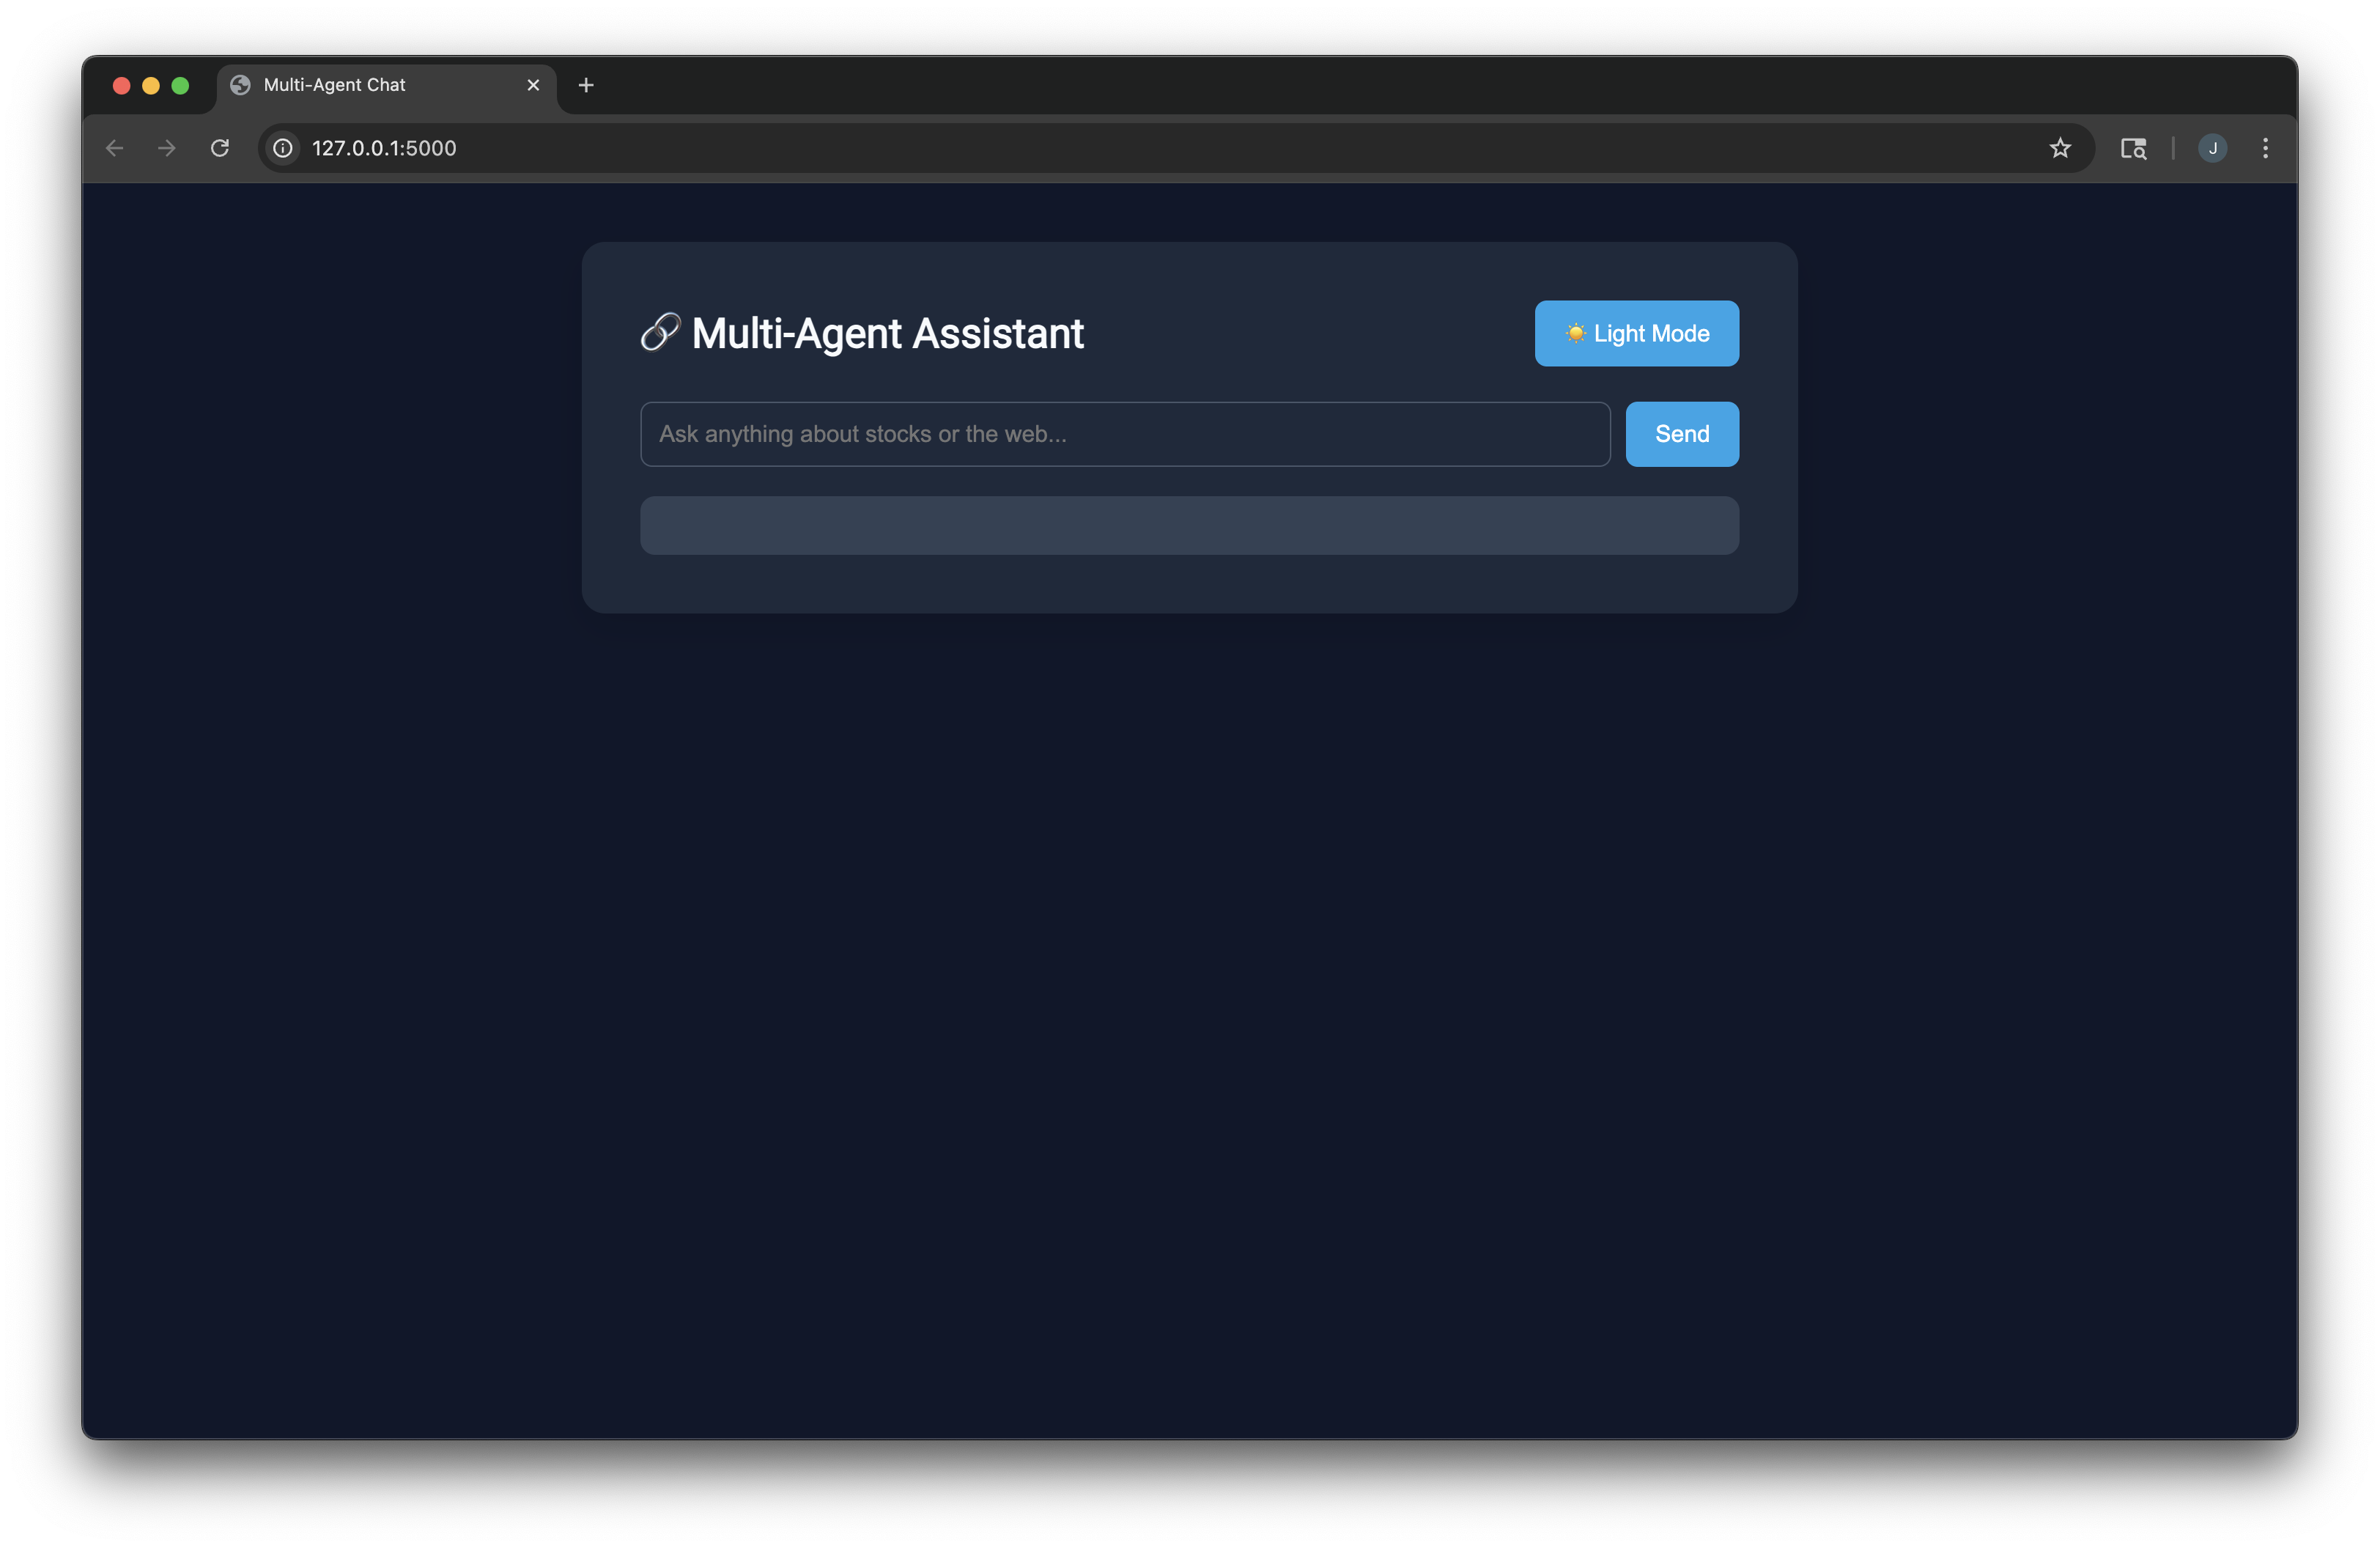 Multi-Agent Chat
127.0.0.1:5000
J
Multi-Agent Assistant
Light Mode
Ask anything about stocks or the web...
Send